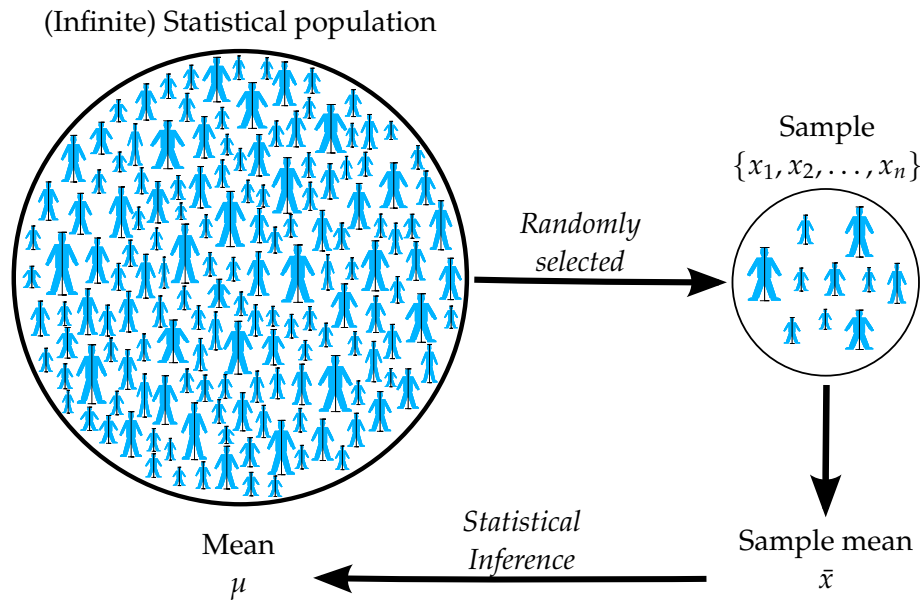 (Infinite) Statistical population
Sample
{x₁, x₂, . . . , xₙ}
Randomly
selected
Statistical
Inference
Mean
μ
Sample mean
x̄